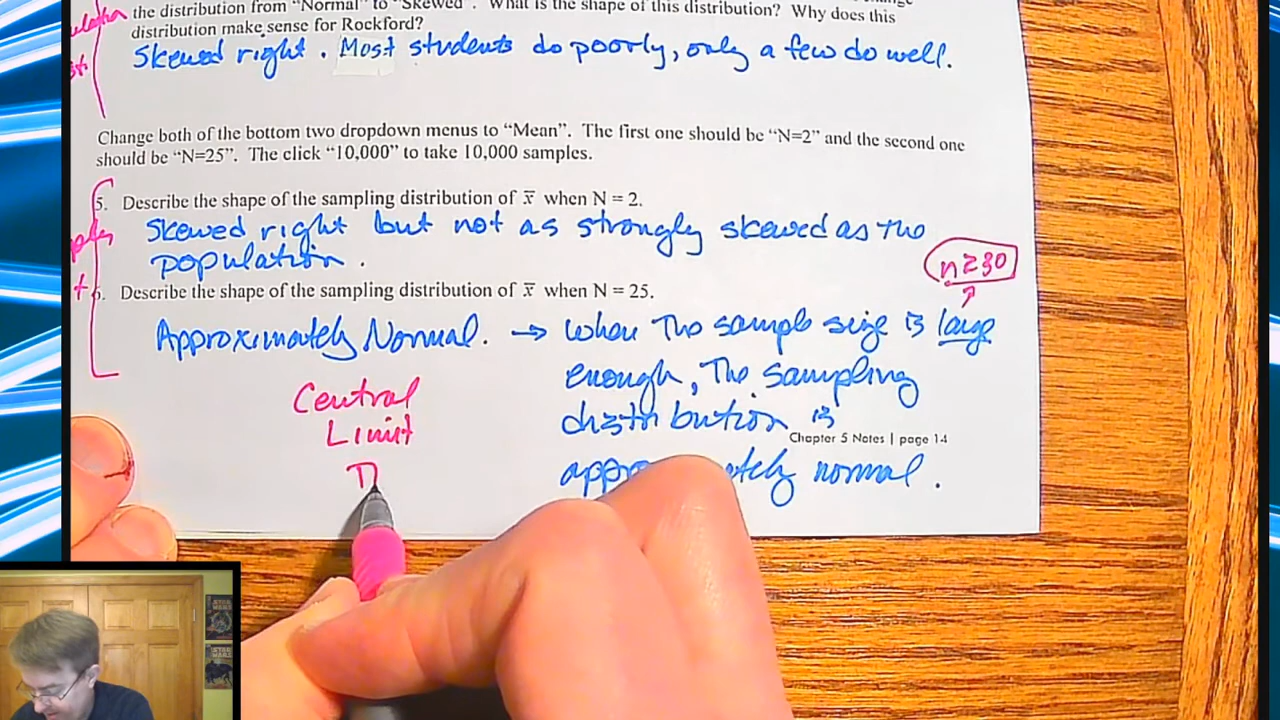 the distribution from "Normal" to "Skewed". What is the shape of this distribution? Why does this
distribution make sense for Rockford?
Skewed right. Most students do poorly, only a few do well.
Change both of the bottom two dropdown menus to "Mean". The first one should be "N=2" and the second one
should be "N=25". The click "10,000" to take 10,000 samples.
5. Describe the shape of the sampling distribution of x̅ when N = 2.
Skewed right but not as strongly skewed as the
population.
n ≥ 30
Describe the shape of the sampling distribution of x̅ when N = 25.
Approximately Normal. → When the sample size is large
enough, the sampling
distribution is
approximately normal.
Central
Limit
Chapter 5 Notes | page 14
STAR
WARS
STAR
WARS